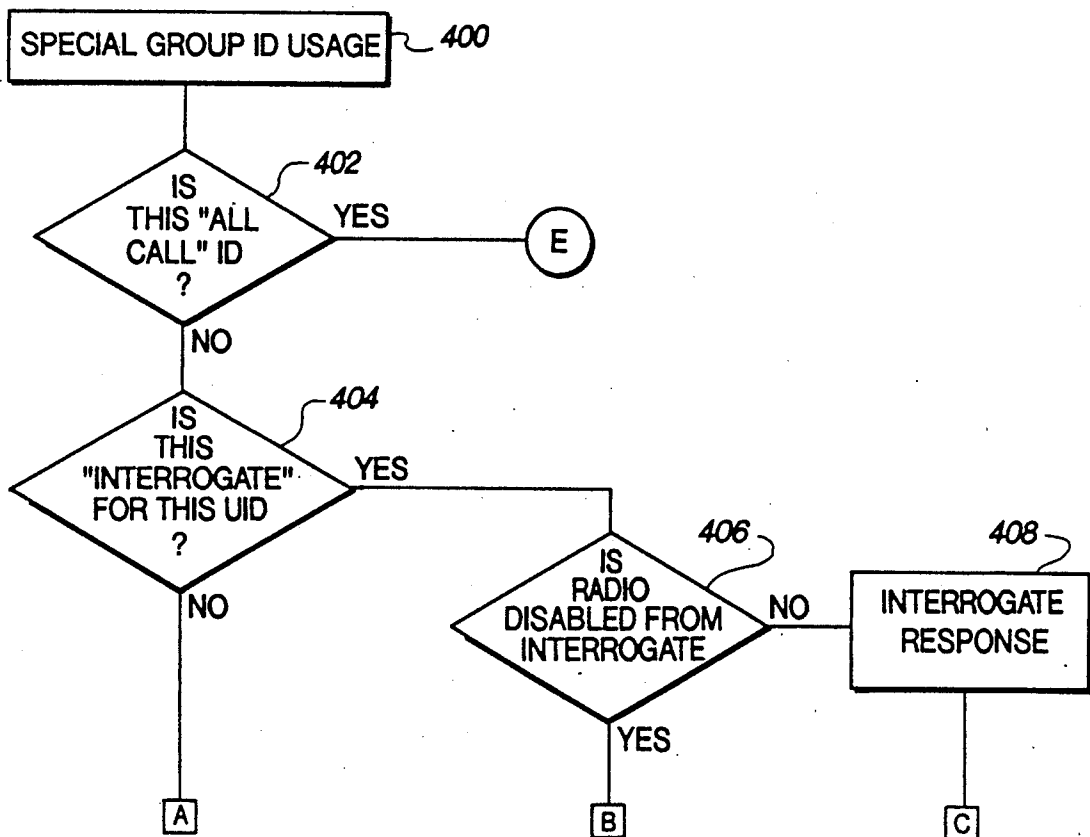 SPECIAL GROUP ID USAGE
400
402
IS
THIS "ALL
CALL" ID
?
YES
E
NO
404
IS
THIS
"INTERROGATE"
FOR THIS UID
?
YES
NO
406
IS
RADIO
DISABLED FROM
INTERROGATE
NO
YES
408
INTERROGATE
RESPONSE
A
B
C